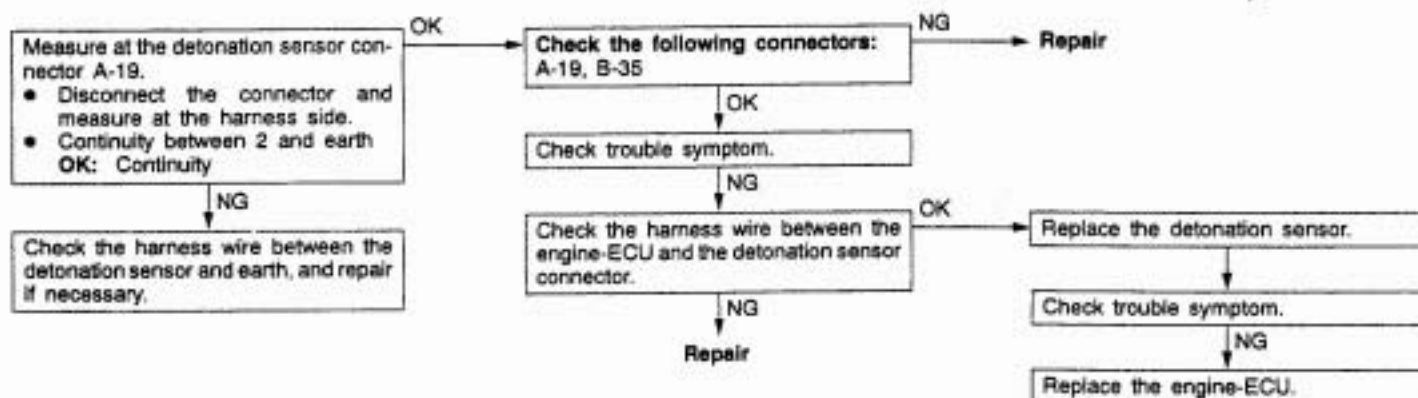 Measure at the detonation sensor con-
nector A-19.
● Disconnect the connector and
measure at the harness side.
● Continuity between 2 and earth
OK: Continuity
NG
Check the harness wire between the
detonation sensor and earth, and repair
if necessary.
OK
Check the following connectors:
A-19, B-35
NG
Repair
OK
Check trouble symptom.
NG
Check the harness wire between the
engine-ECU and the detonation sensor
connector.
NG
Repair
OK
Replace the detonation sensor.
Check trouble symptom.
NG
Replace the engine-ECU.